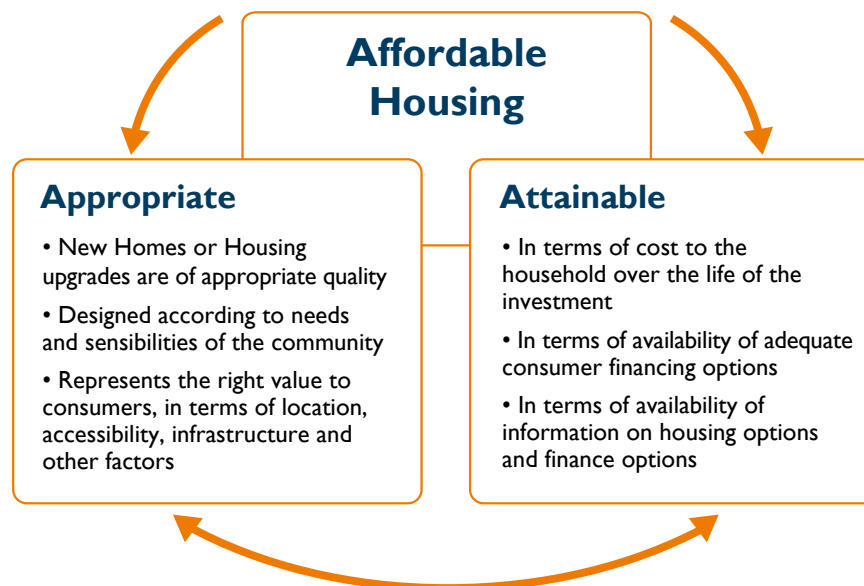 Affordable
Housing
Appropriate
• New Homes or Housing
upgrades are of appropriate quality
• Designed according to needs
and sensibilities of the community
• Represents the right value to
consumers, in terms of location,
accessibility, infrastructure and
other factors
Attainable
• In terms of cost to the
household over the life of the
investment
• In terms of availability of adequate
consumer financing options
• In terms of availability of
information on housing options
and finance options